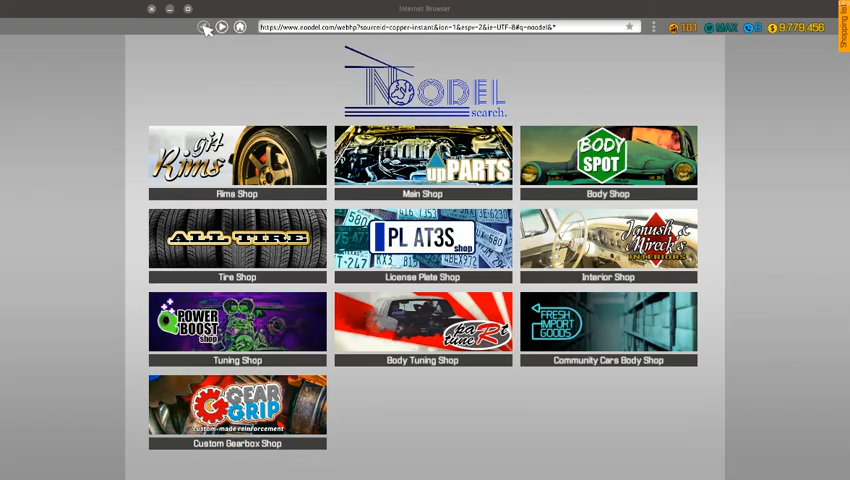 Internet Browser
https://www.noodel.com/webhp?sourceid=copper-instant&ion=1&espv=2&ie=UTF-8#q=noodel&*
101 MAX 6 9,779,456
Shopping list
NOODEL
search.
git Rims
upPARTS
BODY SPOT
Rims Shop
Main Shop
Body Shop
ALL TIRE
PL AT3S shop
Janush & Mireck's INTERIORS
Tire Shop
License Plate Shop
Interior Shop
POWER BOOST shop
paRt tuneR
FRESH IMPORT GOODS
Tuning Shop
Body Tuning Shop
Community Cars Body Shop
GEAR GRIP
custom-made reinforcement
Custom Gearbox Shop